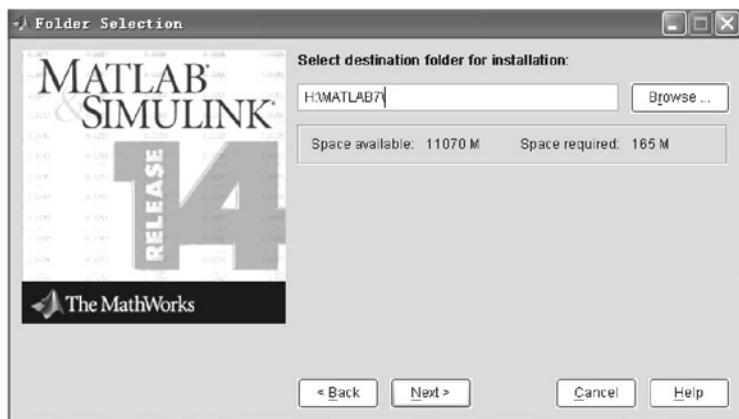 Folder Selection
MATLAB
& SIMULINK
RELEASE
14
The MathWorks
Select destination folder for installation:
H:\MATLAB7\
Browse ...
Space available: 11070 M Space required: 165 M
< Back Next > Cancel Help